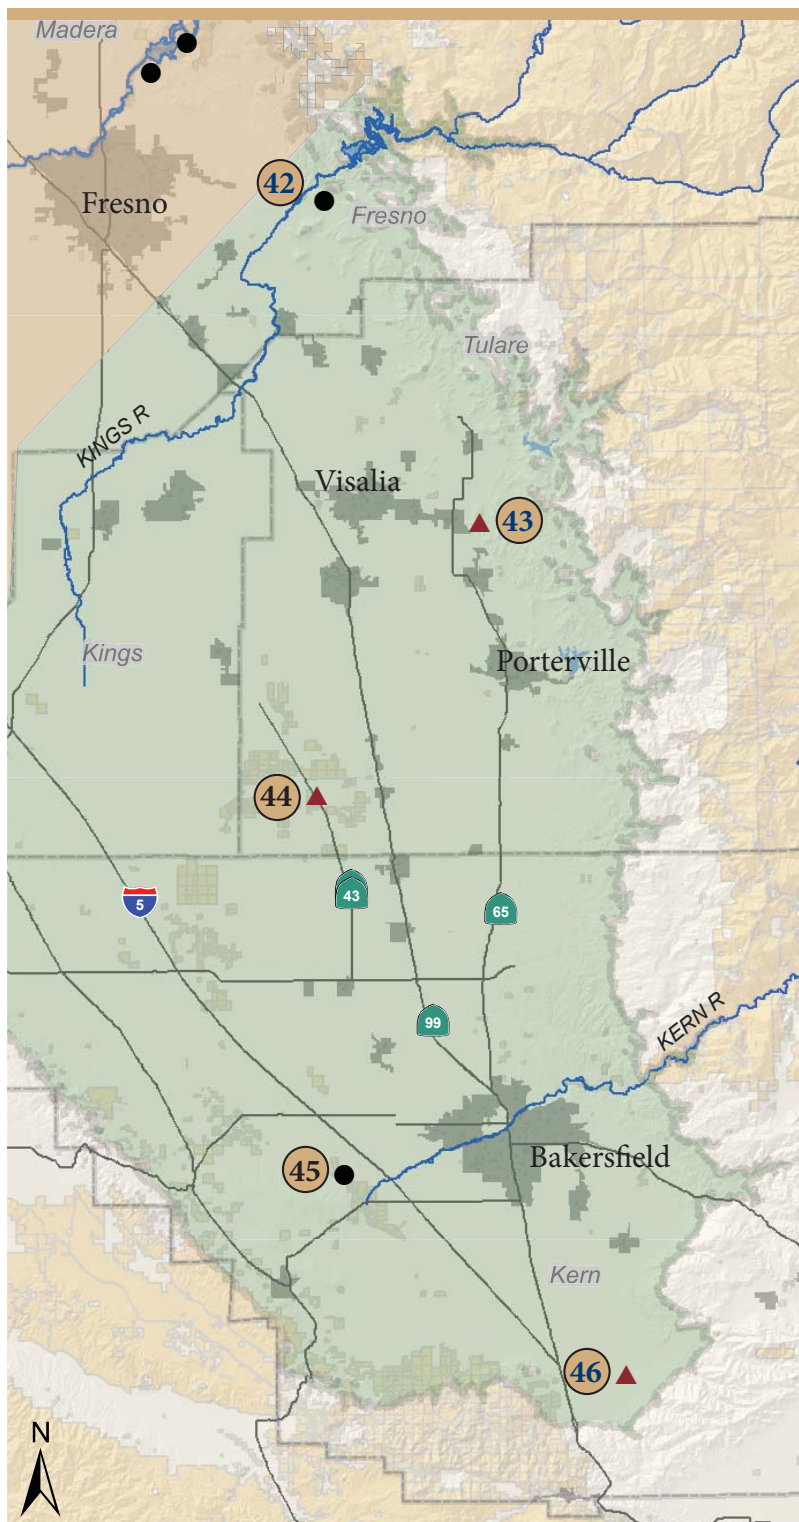 Madera
Fresno
42
Fresno
Tulare
KINGS R
Visalia
43
Kings
Porterville
44
43
5
65
99
KERN R
45
Bakersfield
Kern
46
N